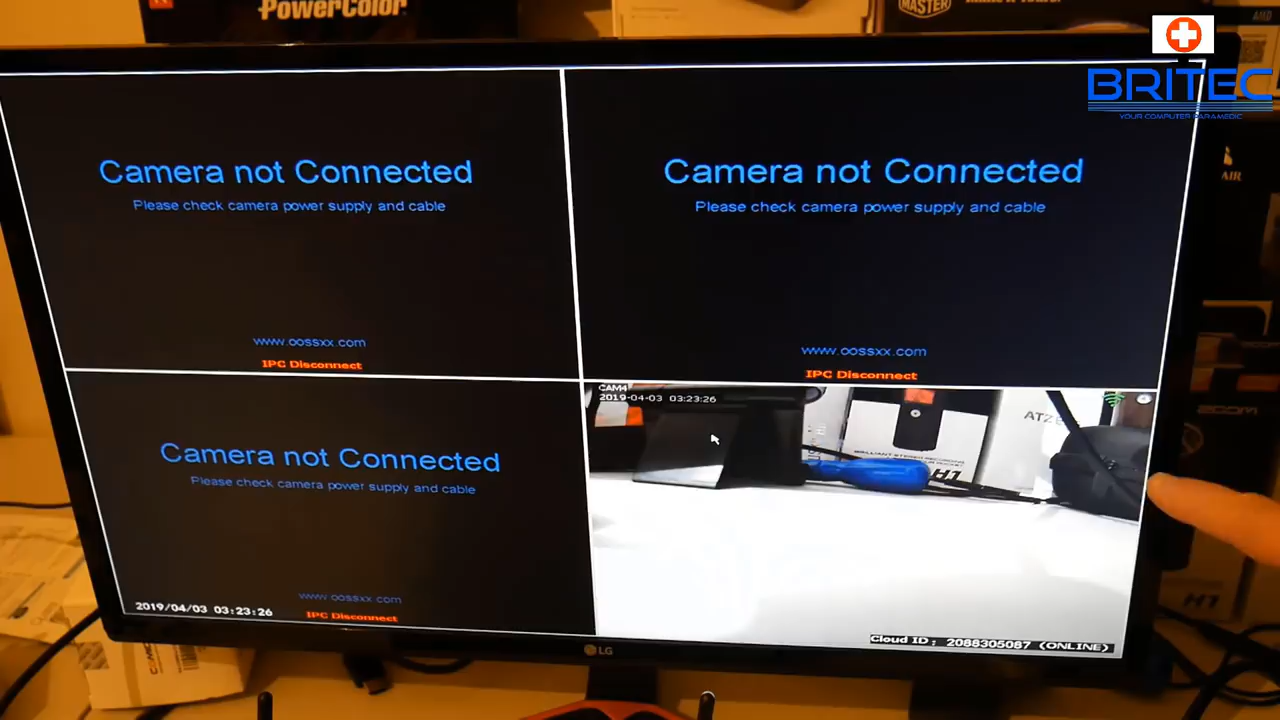 PowerColor
MASTER
BRITEC
YOUR COMPUTER PARAMEDIC
AIR
Camera not Connected
Please check camera power supply and cable
www.oossxx.com
IPC Disconnect
Camera not Connected
Please check camera power supply and cable
www.oossxx.com
IPC Disconnect
Camera not Connected
Please check camera power supply and cable
www.oossxx.com
2019/04/03 03:23:26
IPC Disconnect
CAM4
2019-04-03 03:23:26
H1
Cloud ID: 2088305087 (ONLINE)
LG
ZOOM
H1